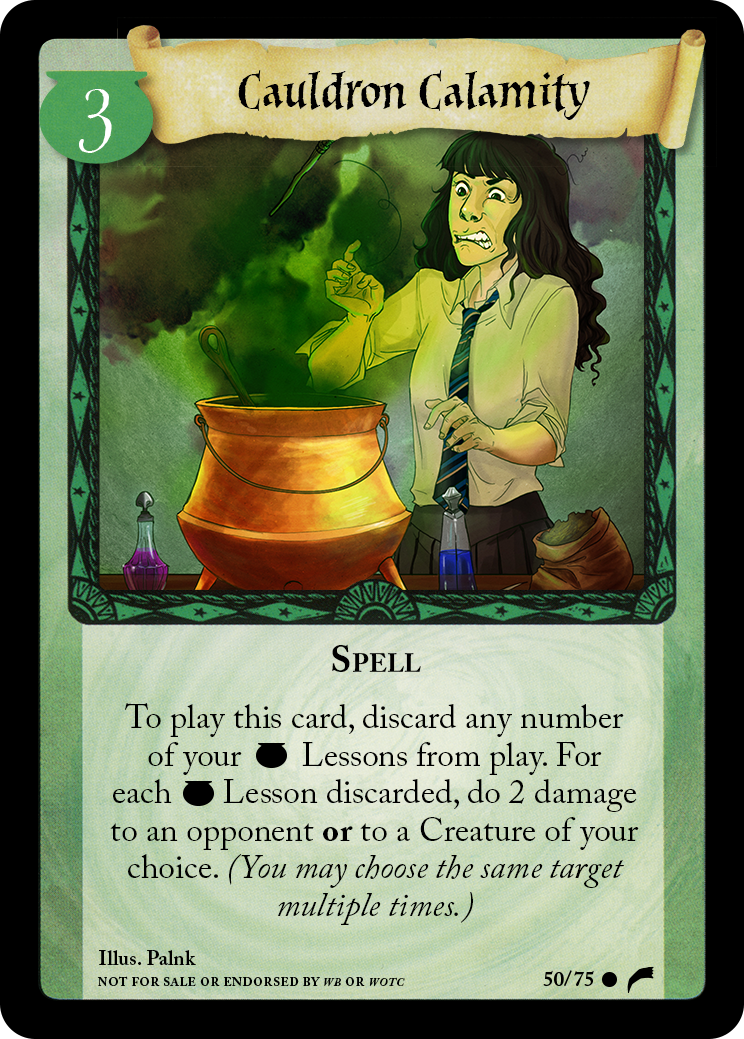 3
Cauldron Calamity
SPELL
To play this card, discard any number
of your Lessons from play. For
each Lesson discarded, do 2 damage
to an opponent or to a Creature of your
choice. (You may choose the same target
multiple times.)
Illus. Palnk
NOT FOR SALE OR ENDORSED BY WB OR WOTC
50/75